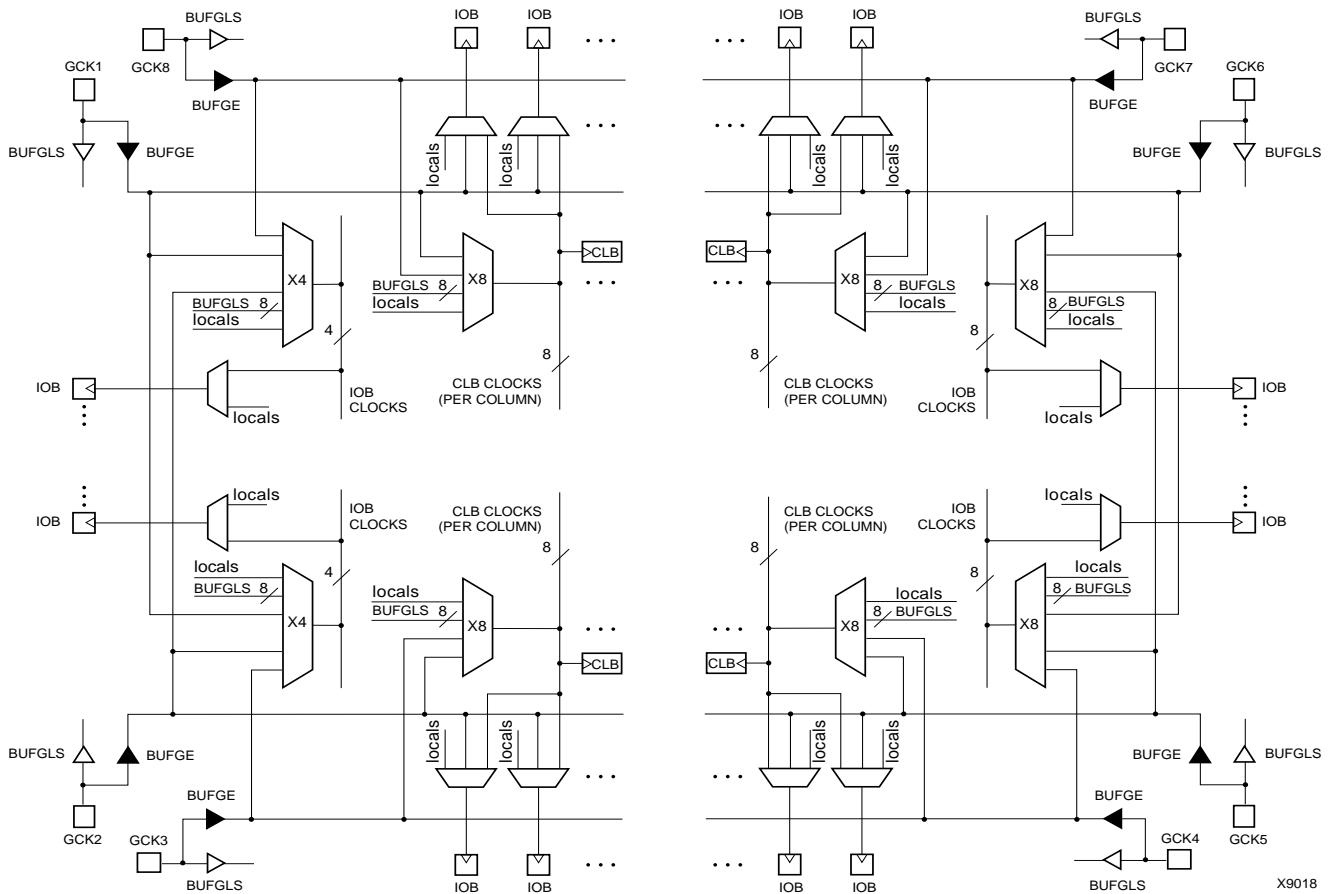 BUFGLS
IOB
IOB
IOB
IOB
BUFGLS
GCK8
GCK7
GCK1
BUFGE
BUFGE
GCK6
BUFGLS
BUFGE
locals
locals
locals
locals
BUFGE
BUFGLS
CLB
CLB
X4
X8
X8
X8
BUFGLS 8
locals
BUFGLS 8
locals
8 BUFGLS
locals
8 BUFGLS
locals
4
8
8
8
IOB
IOB
CLOCKS
locals
CLB CLOCKS
(PER COLUMN)
CLB CLOCKS
(PER COLUMN)
IOB
CLOCKS
locals
IOB
IOB
locals
IOB
CLOCKS
CLB CLOCKS
(PER COLUMN)
CLB CLOCKS
(PER COLUMN)
IOB
CLOCKS
locals
IOB
4
8
8
8
locals
BUFGLS 8
locals
BUFGLS 8
locals
8 BUFGLS
locals
8 BUFGLS
X4
X8
X8
X8
CLB
CLB
BUFGLS
BUFGE
locals
locals
locals
locals
BUFGE
BUFGLS
GCK2
BUFGE
BUFGE
GCK5
GCK3
GCK4
BUFGLS
IOB
IOB
IOB
IOB
BUFGLS
X9018